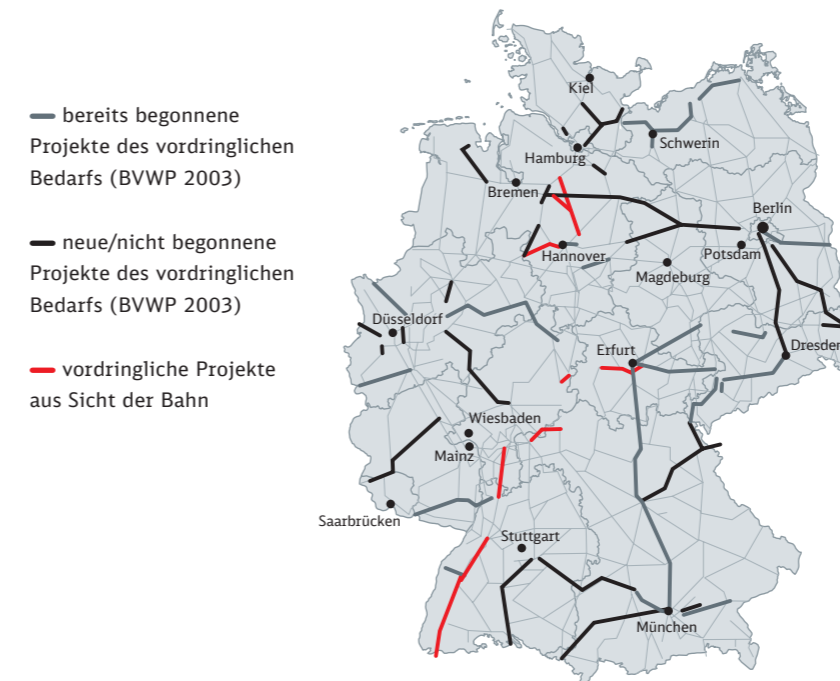 bereits begonnene
Projekte des vordringlichen
Bedarfs (BVWP 2003)
neue/nicht begonnene
Projekte des vordringlichen
Bedarfs (BVWP 2003)
vordringliche Projekte
aus Sicht der Bahn
Kiel
Schwerin
Hamburg
Bremen
Berlin
Hannover
Potsdam
Magdeburg
Düsseldorf
Erfurt
Dresden
Wiesbaden
Mainz
Saarbrücken
Stuttgart
München